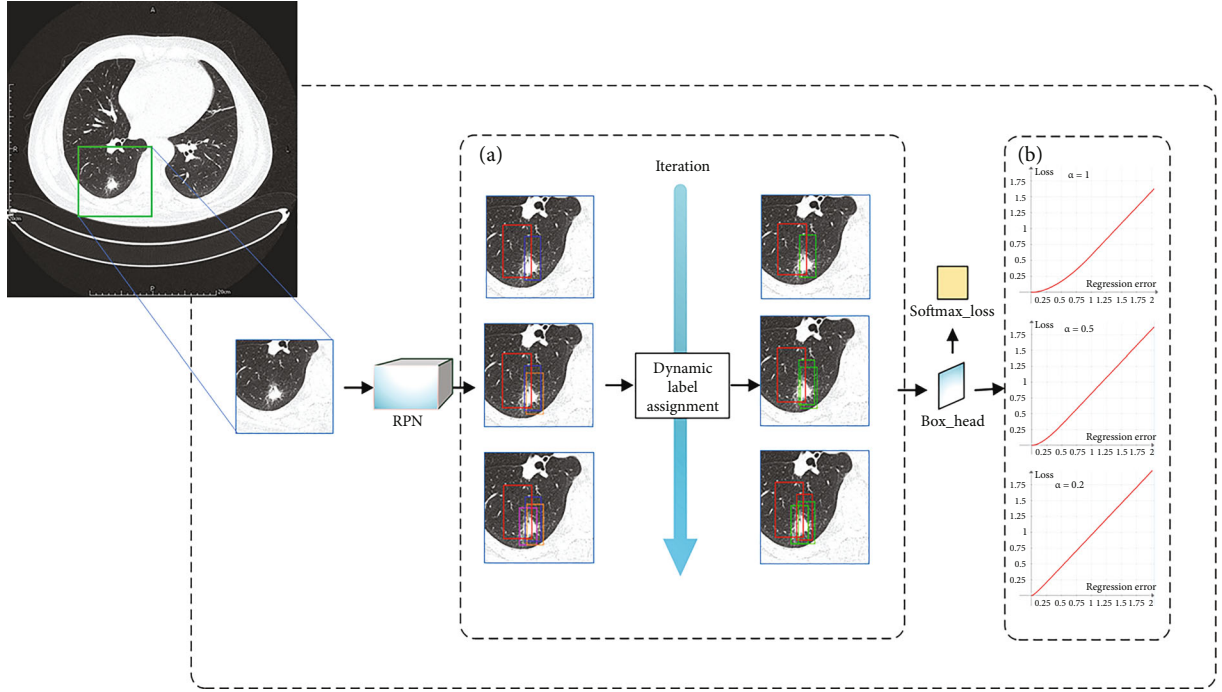 A
R
P
20cm
(a)
Iteration
RPN
Dynamic
label
assignment
Softmax_loss
Box_head
(b)
Loss
α = 1
1.75
1.5
1.25
1
0.75
0.5
0.25
Regression error
0.25 0.5 0.75 1 1.25 1.5 1.75 2
Loss
α = 0.5
1.75
1.5
1.25
1
0.75
0.5
0.25
Regression error
0.25 0.5 0.75 1 1.25 1.5 1.75 2
Loss
α = 0.2
1.75
1.5
1.25
1
0.75
0.5
0.25
Regression error
0.25 0.5 0.75 1 1.25 1.5 1.75 2